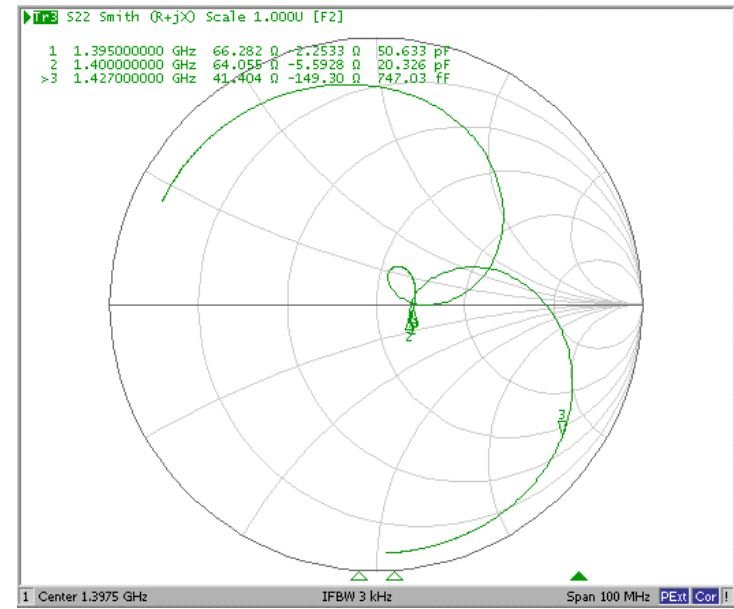 Tr3 S22 Smith (R+jX) Scale 1.000U [F2]
1 1.395000000 GHz 66.282 Ω -2.2533 Ω 50.633 pF
2 1.400000000 GHz 64.055 Ω -5.5928 Ω 20.326 pF
>3 1.427000000 GHz 41.404 Ω -149.30 Ω 747.03 fF
3
2
1 Center 1.3975 GHz IFBW 3 kHz Span 100 MHz PExt Cor !